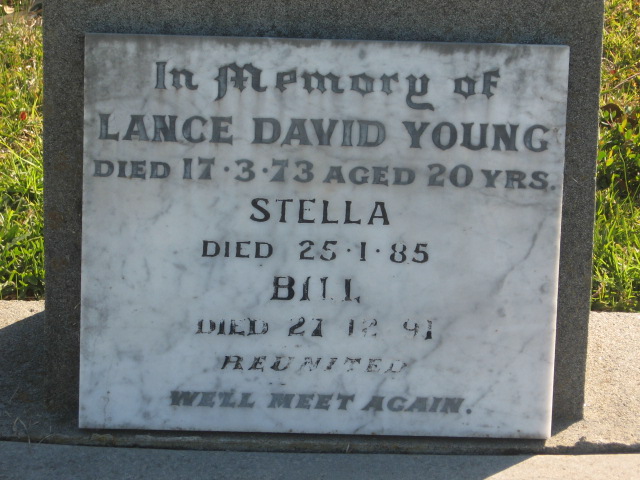 In Memory of
LANCE DAVID YOUNG
DIED 17·3·73 AGED 20 YRS.
STELLA
DIED 25·1·85
BILL
DIED 27 12 91
REUNITED
WE'LL MEET AGAIN.